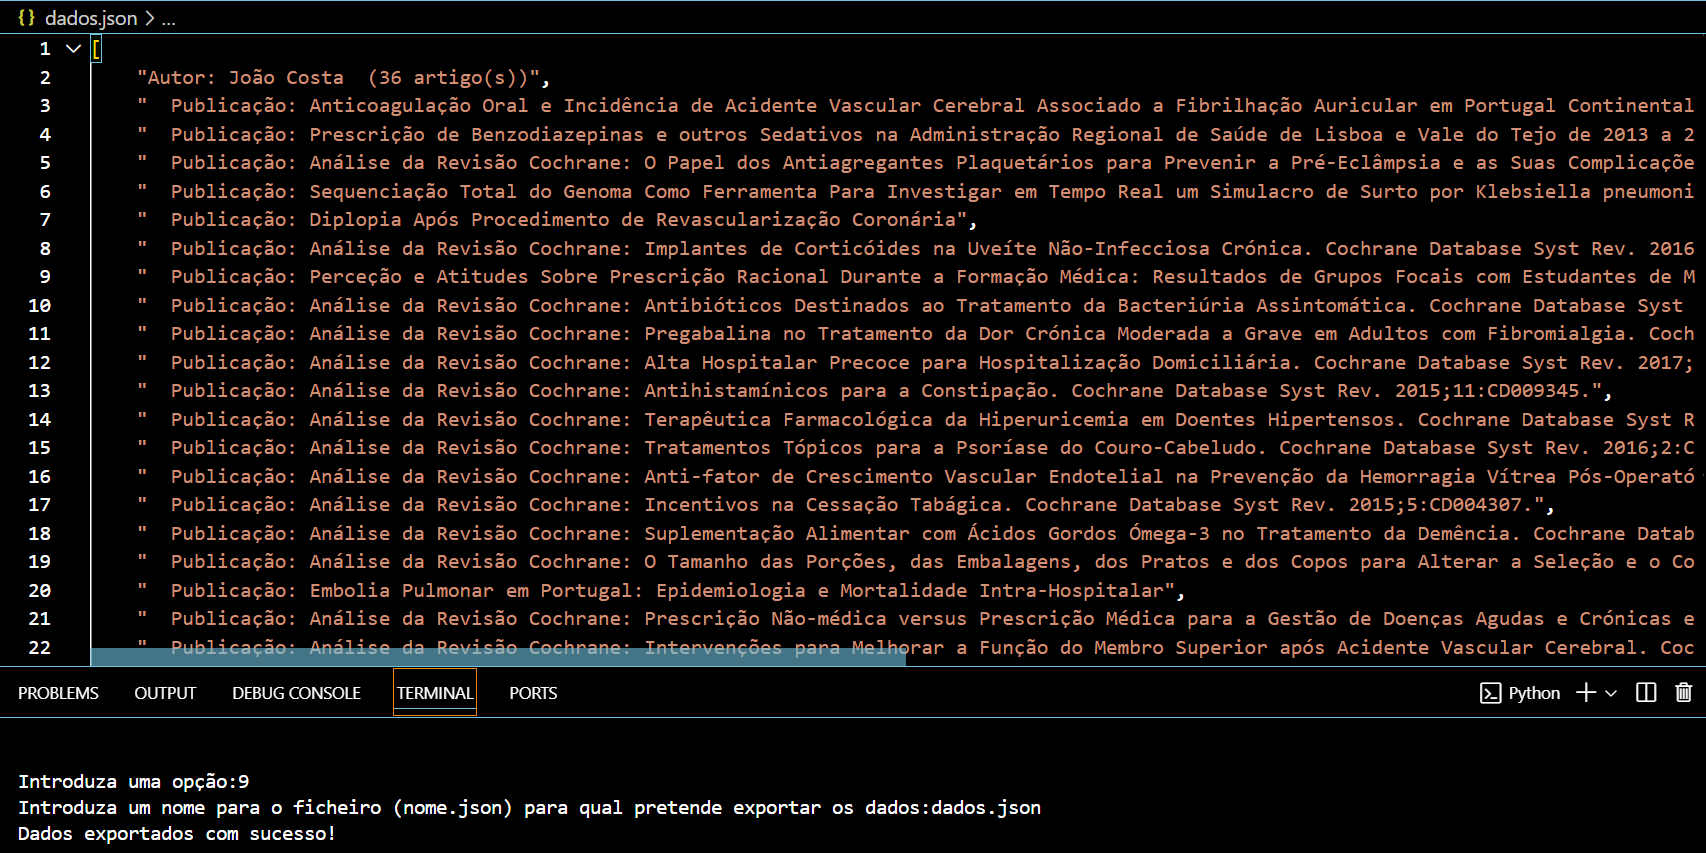 {} dados.json > ...
1 [
2 "Autor: João Costa  (36 artigo(s))",
3 "  Publicação: Anticoagulação Oral e Incidência de Acidente Vascular Cerebral Associado a Fibrilhação Auricular em Portugal Continental
4 "  Publicação: Prescrição de Benzodiazepinas e outros Sedativos na Administração Regional de Saúde de Lisboa e Vale do Tejo de 2013 a 2
5 "  Publicação: Análise da Revisão Cochrane: O Papel dos Antiagregantes Plaquetários para Prevenir a Pré-Eclâmpsia e as Suas Complicaçõe
6 "  Publicação: Sequenciação Total do Genoma Como Ferramenta Para Investigar em Tempo Real um Simulacro de Surto por Klebsiella pneumoni
7 "  Publicação: Diplopia Após Procedimento de Revascularização Coronária",
8 "  Publicação: Análise da Revisão Cochrane: Implantes de Corticóides na Uveíte Não-Infecciosa Crónica. Cochrane Database Syst Rev. 2016
9 "  Publicação: Perceção e Atitudes Sobre Prescrição Racional Durante a Formação Médica: Resultados de Grupos Focais com Estudantes de M
10 "  Publicação: Análise da Revisão Cochrane: Antibióticos Destinados ao Tratamento da Bacteriúria Assintomática. Cochrane Database Syst
11 "  Publicação: Análise da Revisão Cochrane: Pregabalina no Tratamento da Dor Crónica Moderada a Grave em Adultos com Fibromialgia. Coch
12 "  Publicação: Análise da Revisão Cochrane: Alta Hospitalar Precoce para Hospitalização Domiciliária. Cochrane Database Syst Rev. 2017;
13 "  Publicação: Análise da Revisão Cochrane: Antihistamínicos para a Constipação. Cochrane Database Syst Rev. 2015;11:CD009345.",
14 "  Publicação: Análise da Revisão Cochrane: Terapêutica Farmacológica da Hiperuricemia em Doentes Hipertensos. Cochrane Database Syst R
15 "  Publicação: Análise da Revisão Cochrane: Tratamentos Tópicos para a Psoríase do Couro-Cabeludo. Cochrane Database Syst Rev. 2016;2:C
16 "  Publicação: Análise da Revisão Cochrane: Anti-fator de Crescimento Vascular Endotelial na Prevenção da Hemorragia Vítrea Pós-Operató
17 "  Publicação: Análise da Revisão Cochrane: Incentivos na Cessação Tabágica. Cochrane Database Syst Rev. 2015;5:CD004307.",
18 "  Publicação: Análise da Revisão Cochrane: Suplementação Alimentar com Ácidos Gordos Ómega-3 no Tratamento da Demência. Cochrane Datab
19 "  Publicação: Análise da Revisão Cochrane: O Tamanho das Porções, das Embalagens, dos Pratos e dos Copos para Alterar a Seleção e o Co
20 "  Publicação: Embolia Pulmonar em Portugal: Epidemiologia e Mortalidade Intra-Hospitalar",
21 "  Publicação: Análise da Revisão Cochrane: Prescrição Não-médica versus Prescrição Médica para a Gestão de Doenças Agudas e Crónicas e
22 "  Publicação: Análise da Revisão Cochrane: Intervenções para Melhorar a Função do Membro Superior após Acidente Vascular Cerebral. Coc
PROBLEMS OUTPUT DEBUG CONSOLE TERMINAL PORTS Python
Introduza uma opção:9
Introduza um nome para o ficheiro (nome.json) para qual pretende exportar os dados:dados.json
Dados exportados com sucesso!